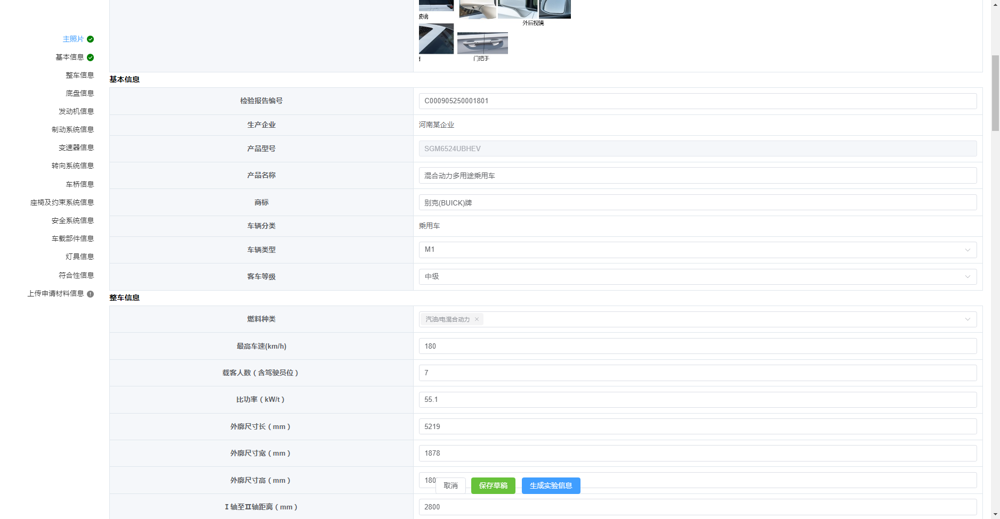 主照片
基本信息
整车信息
底盘信息
发动机信息
制动系统信息
变速器信息
转向系统信息
车桥信息
座椅及约束系统信息
安全系统信息
车载部件信息
灯具信息
符合性信息
上传申请材料信息
玻璃
外后视镜
门把手
基本信息
检验报告编号 C000905250001801
生产企业 河南某企业
产品型号 SGM6524UBHEV
产品名称 混合动力多用途乘用车
商标 别克(BUICK)牌
车辆分类 乘用车
车辆类型 M1
客车等级 中级
整车信息
燃料种类 汽油/电混合动力 ×
最高车速(km/h) 180
载客人数（含驾驶员位） 7
比功率（kW/t） 55.1
外廓尺寸长（mm） 5219
外廓尺寸宽（mm） 1878
外廓尺寸高（mm） 180
取消 保存草稿 生成实验信息
I 轴至II轴距离（mm） 2800